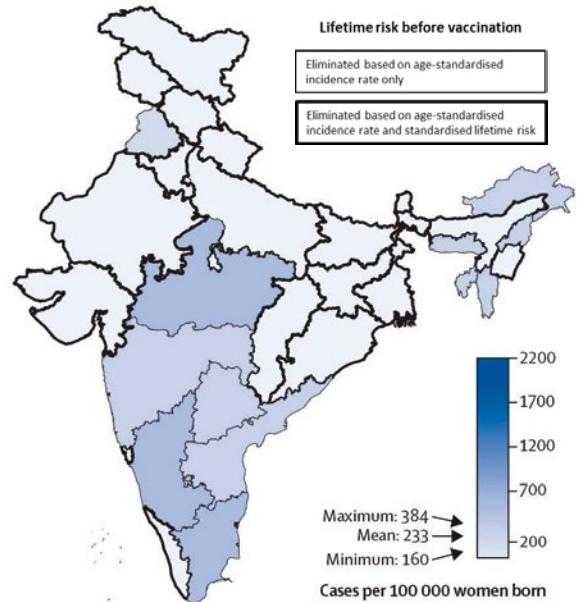 Lifetime risk before vaccination
Eliminated based on age-standardised
incidence rate only
Eliminated based on age-standardised
incidence rate and standardised lifetime risk
2200
1700
1200
700
200
Maximum: 384
Mean: 233
Minimum: 160
Cases per 100 000 women born